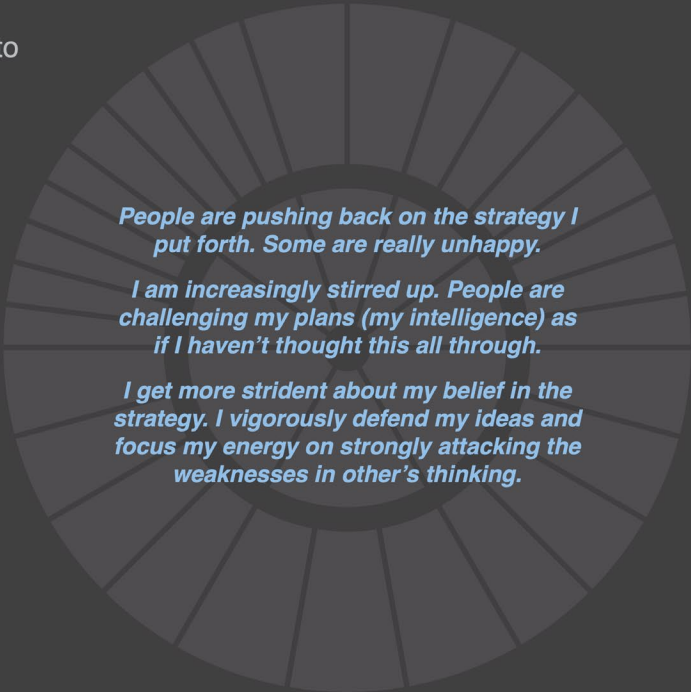 to
People are pushing back on the strategy I
put forth. Some are really unhappy.
I am increasingly stirred up. People are
challenging my plans (my intelligence) as
if I haven’t thought this all through.
I get more strident about my belief in the
strategy. I vigorously defend my ideas and
focus my energy on strongly attacking the
weaknesses in other’s thinking.